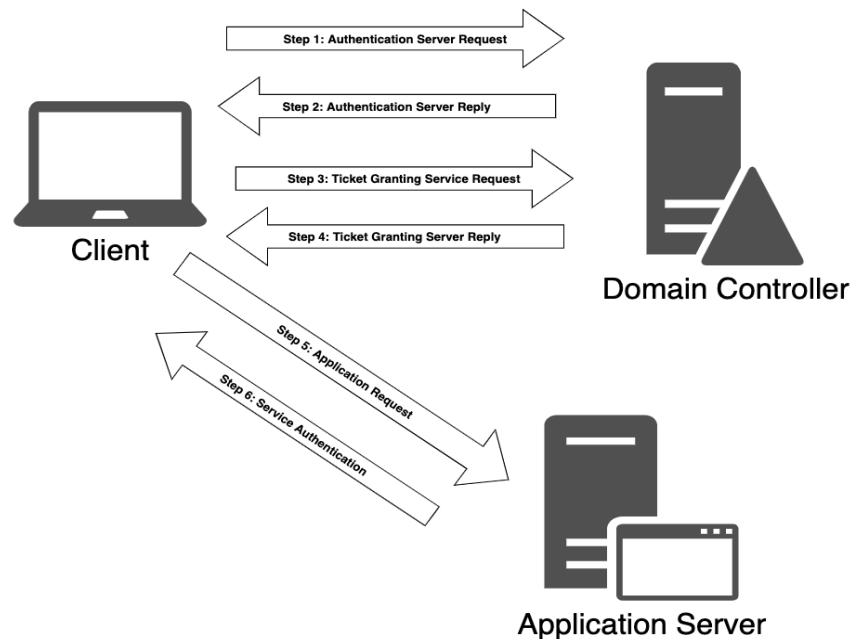 Step 1: Authentication Server Request
Step 2: Authentication Server Reply
Step 3: Ticket Granting Service Request
Step 4: Ticket Granting Server Reply
Client
Domain Controller
Step 5: Application Request
Step 6: Service Authentication
Application Server